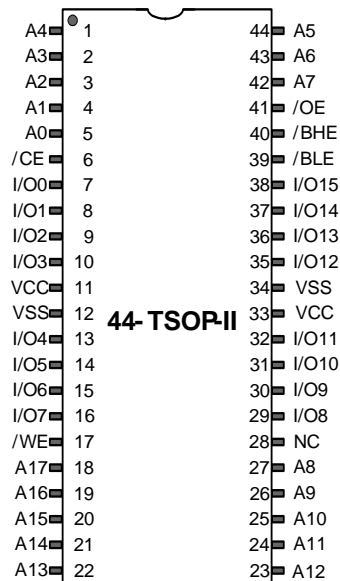 A4 1 44 A5
A3 2 43 A6
A2 3 42 A7
A1 4 41 /OE
A0 5 40 /BHE
/CE 6 39 /BLE
I/O0 7 38 I/O15
I/O1 8 37 I/O14
I/O2 9 36 I/O13
I/O3 10 35 I/O12
VCC 11 34 VSS
VSS 12 33 VCC
44-TSOP-II
I/O4 13 32 I/O11
I/O5 14 31 I/O10
I/O6 15 30 I/O9
I/O7 16 29 I/O8
/WE 17 28 NC
A17 18 27 A8
A16 19 26 A9
A15 20 25 A10
A14 21 24 A11
A13 22 23 A12